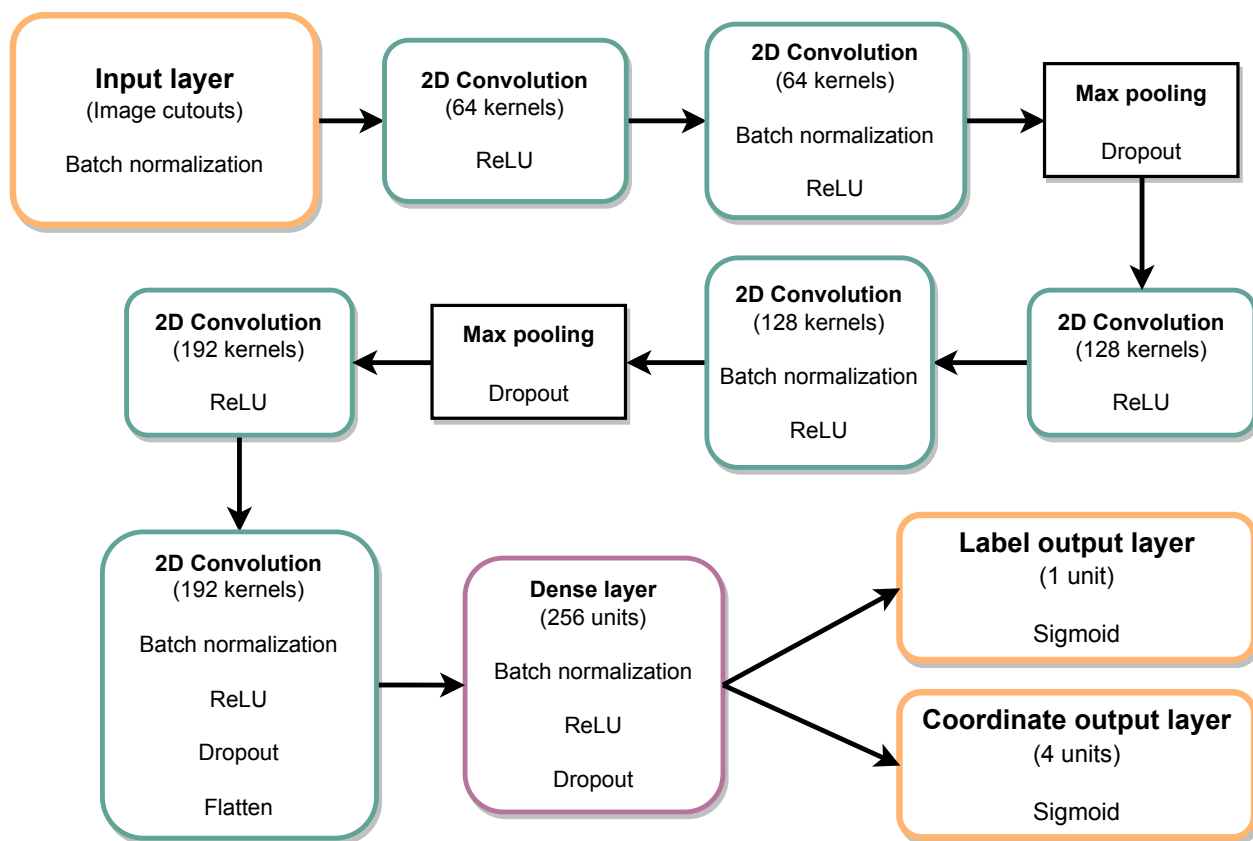 Input layer
(Image cutouts)
Batch normalization
2D Convolution
(64 kernels)
ReLU
2D Convolution
(64 kernels)
Batch normalization
ReLU
Max pooling
Dropout
2D Convolution
(128 kernels)
ReLU
2D Convolution
(128 kernels)
Batch normalization
ReLU
Max pooling
Dropout
2D Convolution
(192 kernels)
ReLU
2D Convolution
(192 kernels)
Batch normalization
ReLU
Dropout
Flatten
Dense layer
(256 units)
Batch normalization
ReLU
Dropout
Label output layer
(1 unit)
Sigmoid
Coordinate output layer
(4 units)
Sigmoid